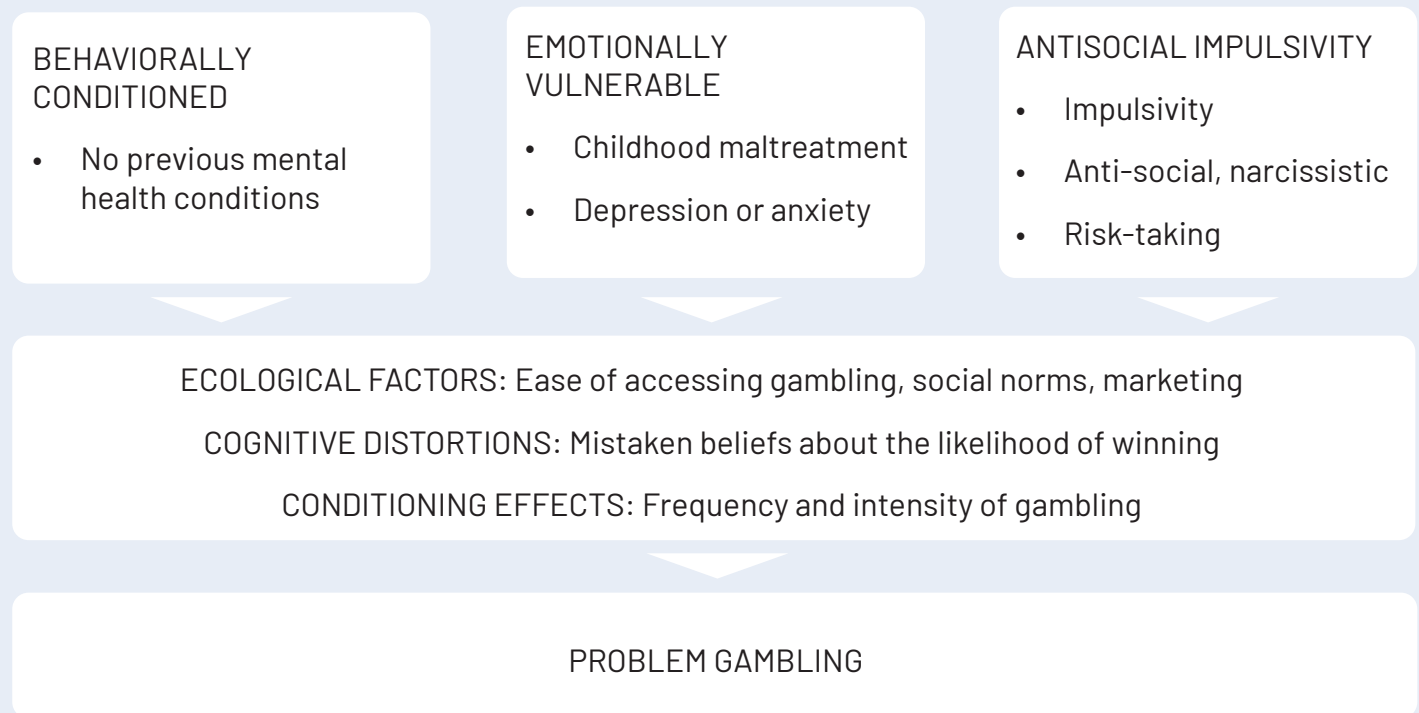 BEHAVIORALLY
CONDITIONED
• No previous mental
health conditions
EMOTIONALLY
VULNERABLE
• Childhood maltreatment
• Depression or anxiety
ANTISOCIAL IMPULSIVITY
• Impulsivity
• Anti-social, narcissistic
• Risk-taking
ECOLOGICAL FACTORS: Ease of accessing gambling, social norms, marketing
COGNITIVE DISTORTIONS: Mistaken beliefs about the likelihood of winning
CONDITIONING EFFECTS: Frequency and intensity of gambling
PROBLEM GAMBLING